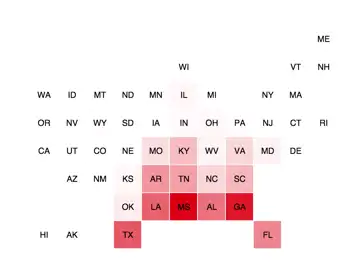 ME
WI VT NH
WA ID MT ND MN IL MI NY MA
OR NV WY SD IA IN OH PA NJ CT RI
CA UT CO NE MO KY WV VA MD DE
AZ NM KS AR TN NC SC
OK LA MS AL GA
HI AK TX FL